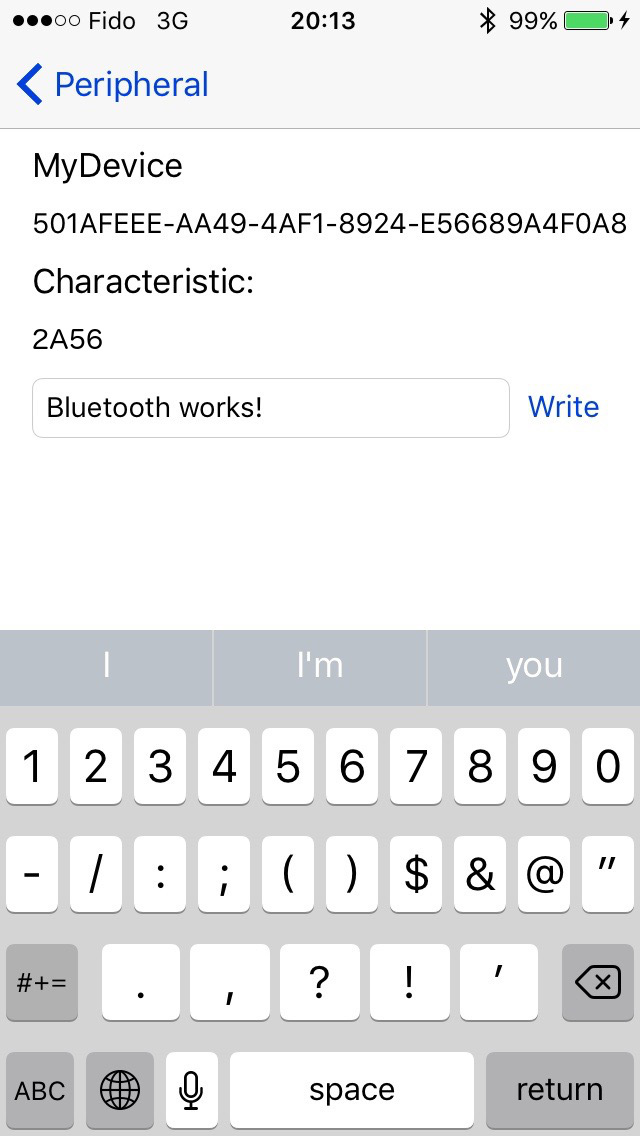 Fido 3G 20:13 99%
Peripheral
MyDevice
501AFEEE-AA49-4AF1-8924-E56689A4F0A8
Characteristic:
2A56
Bluetooth works! Write
I I'm you
1 2 3 4 5 6 7 8 9 0
- / : ; ( ) $ & @ "
#+= . , ? ! '
ABC space return